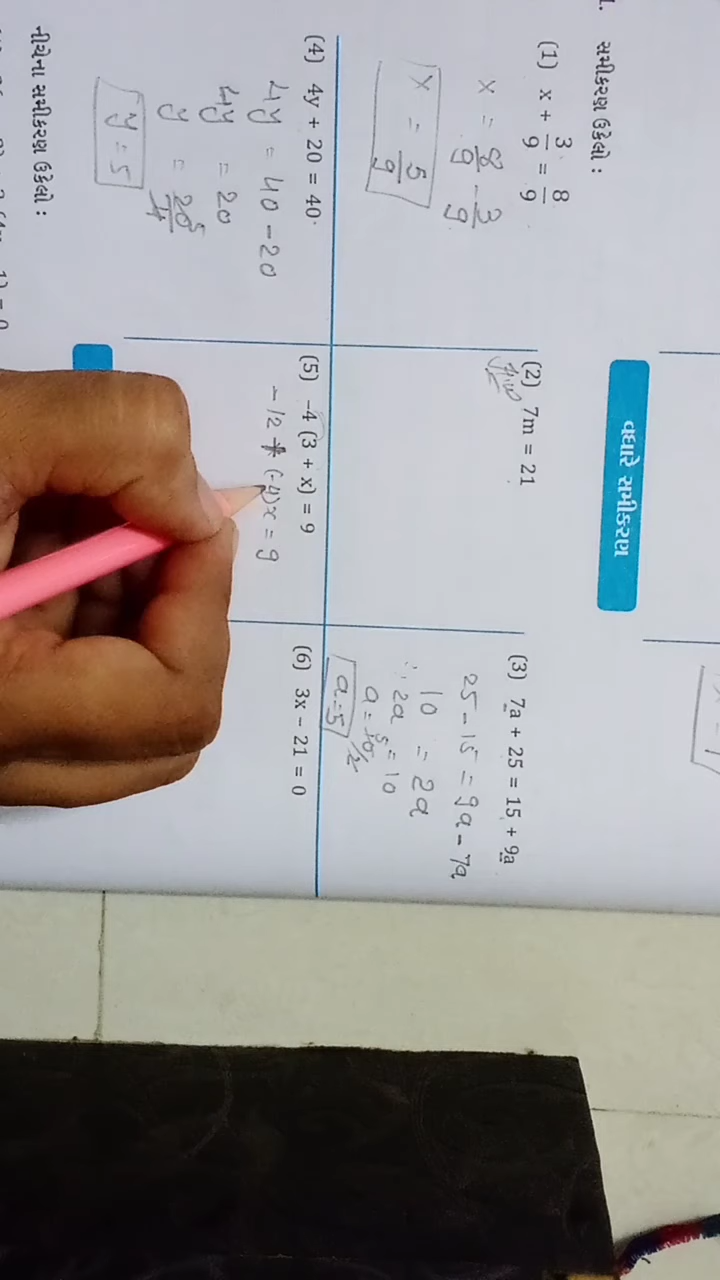 વધારે સમીકરણ
1. સમીકરણ ઉકેલો :
(1) x + 3/9 = 8/9
x = 8/9 - 3/9
x = 5/9
(2) 7m = 21
(3) 7a + 25 = 15 + 9a
25 - 15 = 9a - 7a
10 = 2a
∴ 2a = 10
a = 10/2
a = 5
(4) 4y + 20 = 40
4y = 40 - 20
4y = 20
y = 20/4
y = 5
(5) -4 (3 + x) = 9
- 12 + (-4)x = 9
(6) 3x - 21 = 0
નીચેના સમીકરણ ઉકેલો :